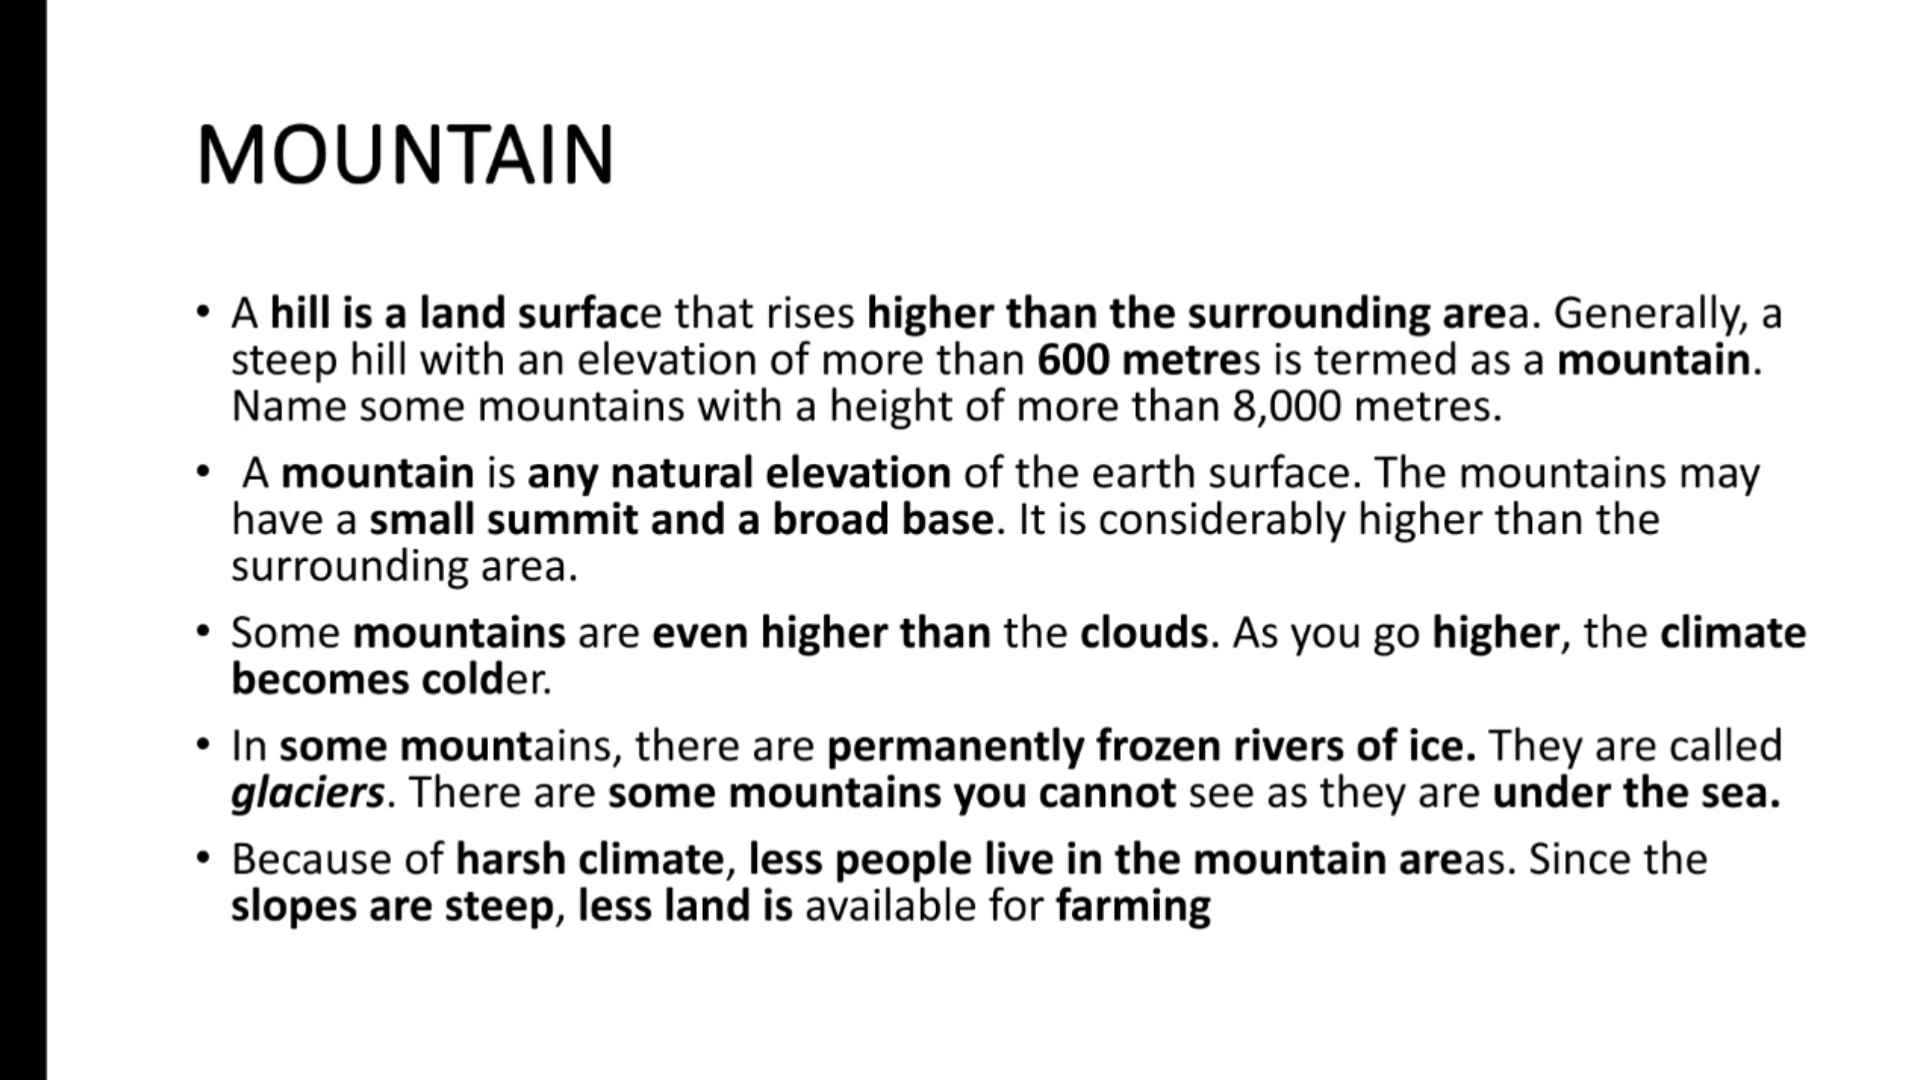 MOUNTAIN
• A hill is a land surface that rises higher than the surrounding area. Generally, a
steep hill with an elevation of more than 600 metres is termed as a mountain.
Name some mountains with a height of more than 8,000 metres.
• A mountain is any natural elevation of the earth surface. The mountains may
have a small summit and a broad base. It is considerably higher than the
surrounding area.
• Some mountains are even higher than the clouds. As you go higher, the climate
becomes colder.
• In some mountains, there are permanently frozen rivers of ice. They are called
glaciers. There are some mountains you cannot see as they are under the sea.
• Because of harsh climate, less people live in the mountain areas. Since the
slopes are steep, less land is available for farming